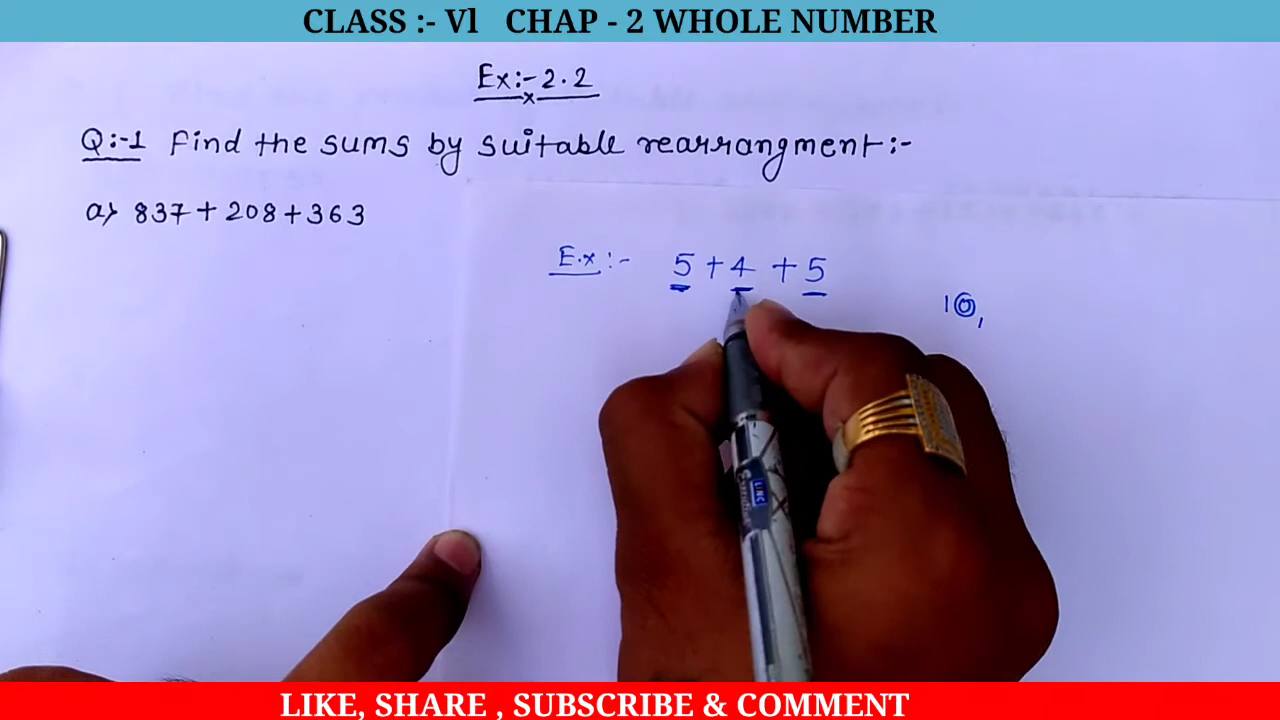 CLASS :- Vl CHAP - 2 WHOLE NUMBER
Ex:- 2.2
Q:-1 Find the sums by suitable rearrangment:-
a) 837 + 208 + 363
E.x :- 5 + 4 + 5
10,
LINC
LIKE, SHARE , SUBSCRIBE & COMMENT